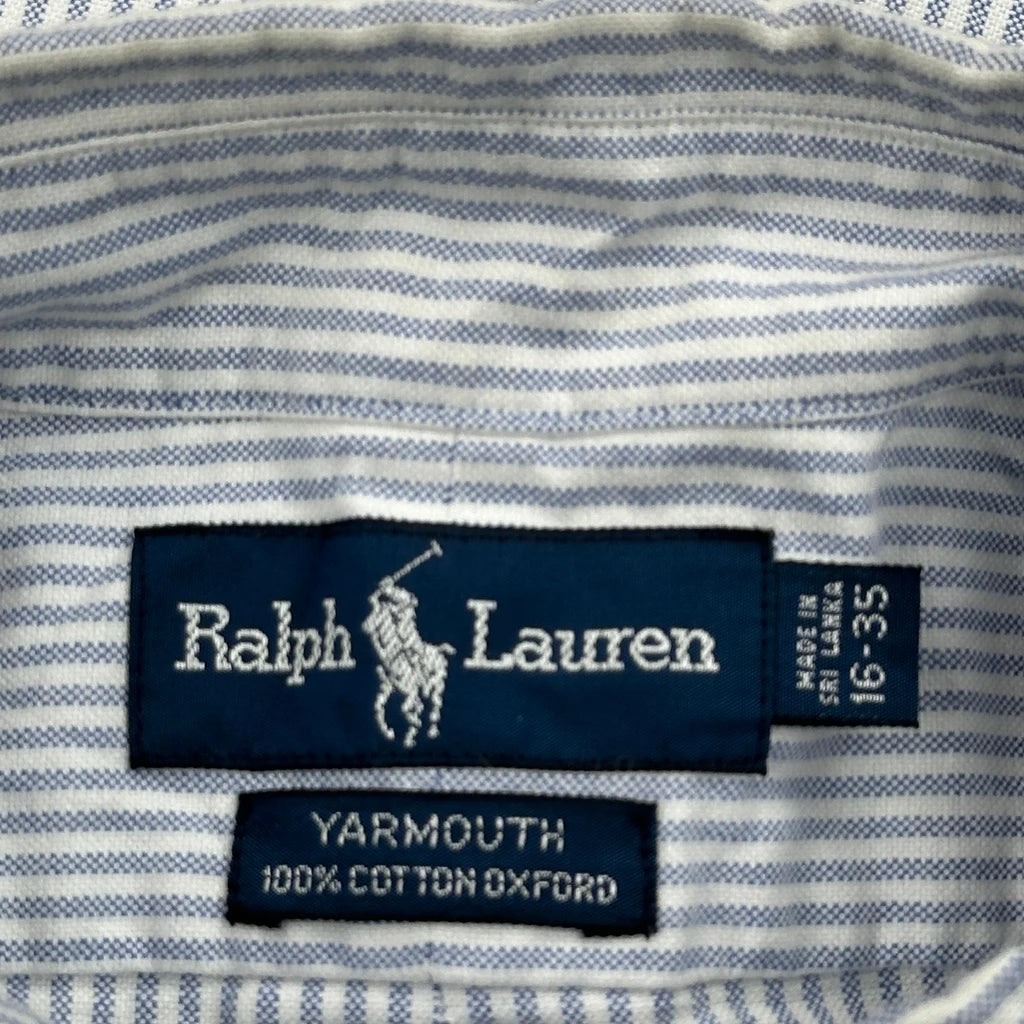 Ralph Lauren
MADE IN
SRI LANKA
16-35
YARMOUTH
100% COTTON OXFORD